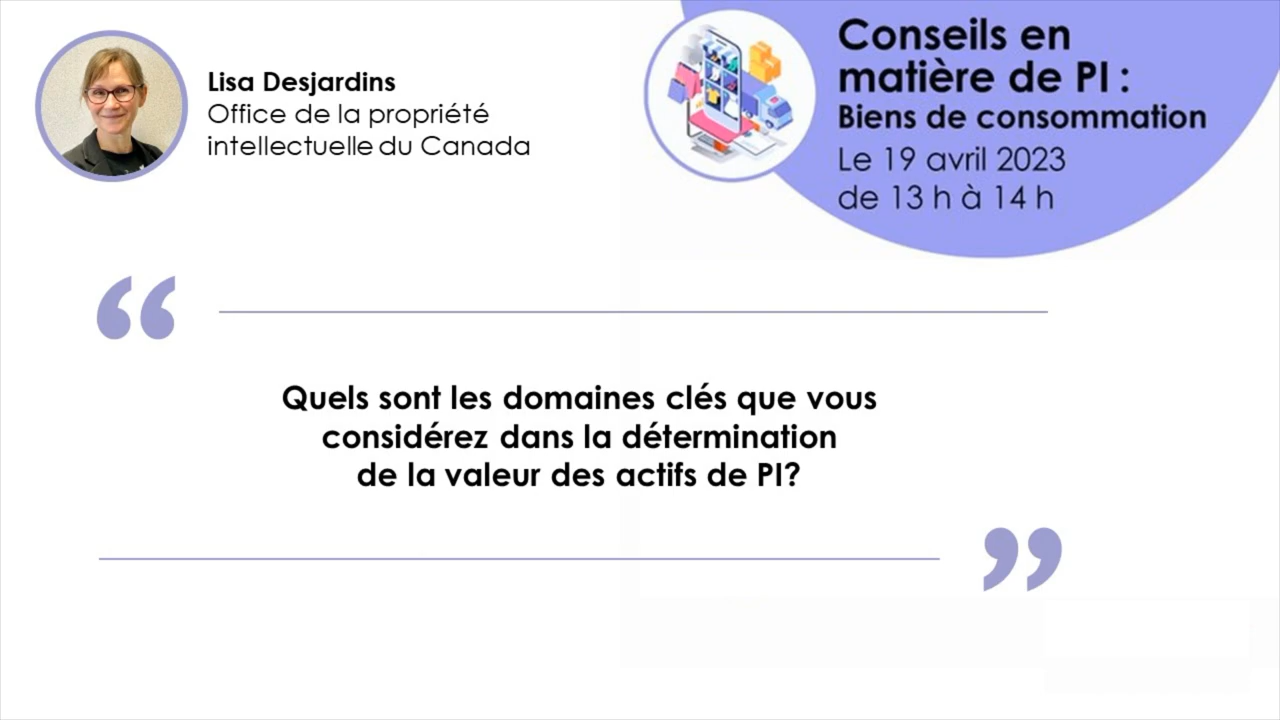 Lisa Desjardins
Office de la propriété
intellectuelle du Canada
Conseils en
matière de PI :
Biens de consommation
Le 19 avril 2023
de 13 h à 14 h
“
Quels sont les domaines clés que vous
considérez dans la détermination
de la valeur des actifs de PI?
”